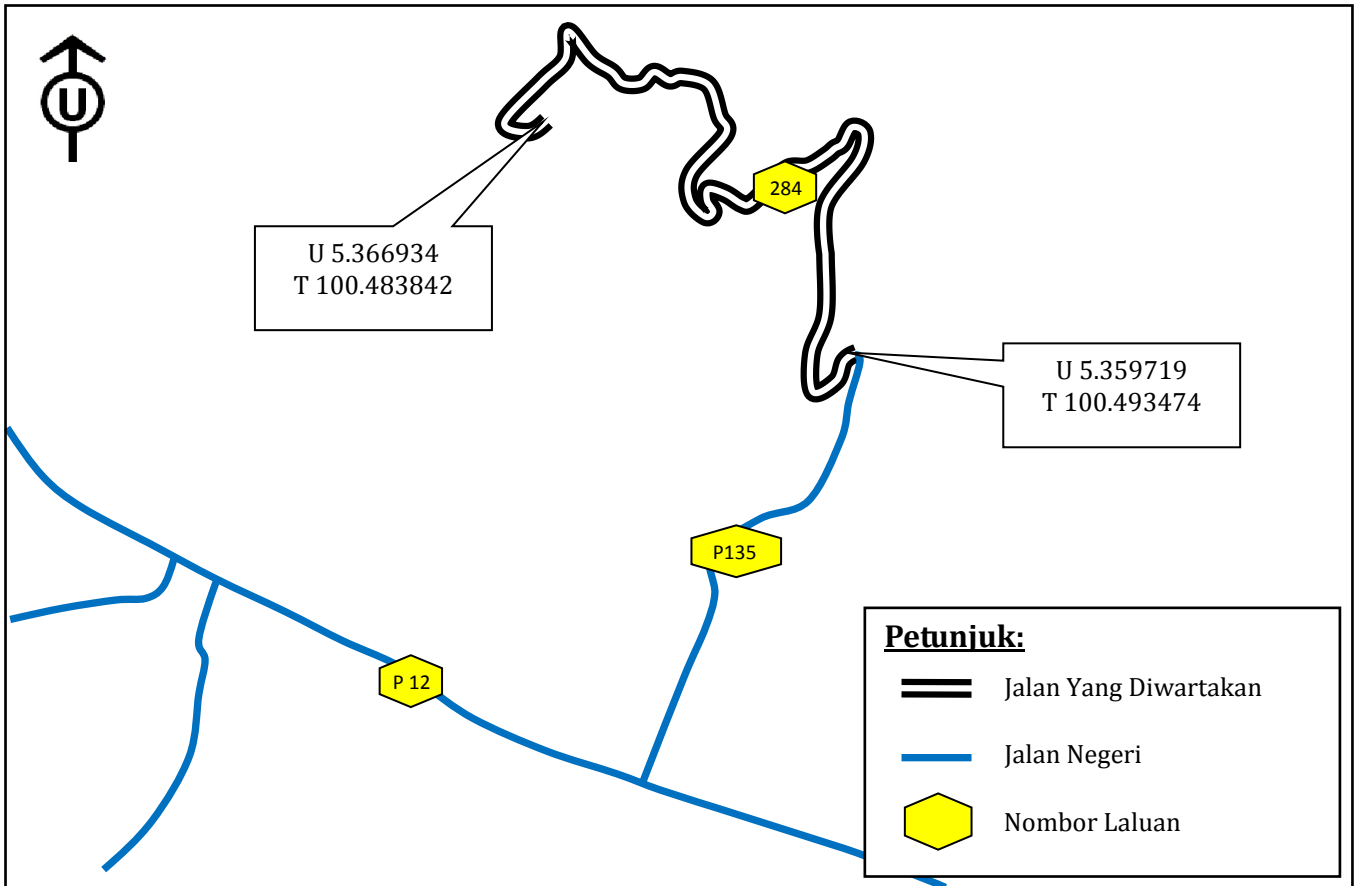 U
284
U 5.366934
T 100.483842
U 5.359719
T 100.493474
P135
P 12
Petunjuk:
Jalan Yang Diwartakan
Jalan Negeri
Nombor Laluan